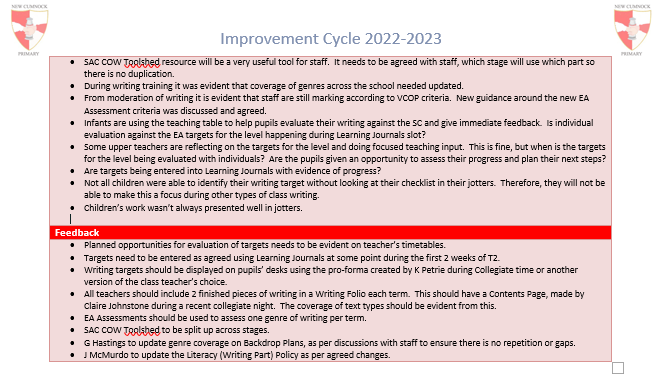 NEW CUMNOCK
PRIMARY
NEW CUMNOCK
PRIMARY
Improvement Cycle 2022-2023
• SAC COW Toolshed resource will be a very useful tool for staff. It needs to be agreed with staff, which stage will use which part so
there is no duplication.
• During writing training it was evident that coverage of genres across the school needed updated.
• From moderation of writing it is evident that staff are still marking according to VCOP criteria. New guidance around the new EA
Assessment criteria was discussed and agreed.
• Infants are using the teaching table to help pupils evaluate their writing against the SC and give immediate feedback. Is individual
evaluation against the EA targets for the level happening during Learning Journals slot?
• Some upper teachers are reflecting on the targets for the level and doing focused teaching input. This is fine, but when is the targets
for the level being evaluated with individuals? Are the pupils given an opportunity to assess their progress and plan their next steps?
• Are targets being entered into Learning Journals with evidence of progress?
• Not all children were able to identify their writing target without looking at their checklist in their jotters. Therefore, they will not be
able to make this a focus during other types of class writing.
• Children's work wasn't always presented well in jotters.
Feedback
• Planned opportunities for evaluation of targets needs to be evident on teacher's timetables.
• Targets need to be entered as agreed using Learning Journals at some point during the first 2 weeks of T2.
• Writing targets should be displayed on pupils' desks using the pro-forma created by K Petrie during Collegiate time or another
version of the class teacher's choice.
• All teachers should include 2 finished pieces of writing in a Writing Folio each term. This should have a Contents Page, made by
Claire Johnstone during a recent collegiate night. The coverage of text types should be evident from this.
• EA Assessments should be used to assess one genre of writing per term.
• SAC COW Toolshed to be split up across stages.
• G Hastings to update genre coverage on Backdrop Plans, as per discussions with staff to ensure there is no repetition or gaps.
• J McMurdo to update the Literacy (Writing Part) Policy as per agreed changes.